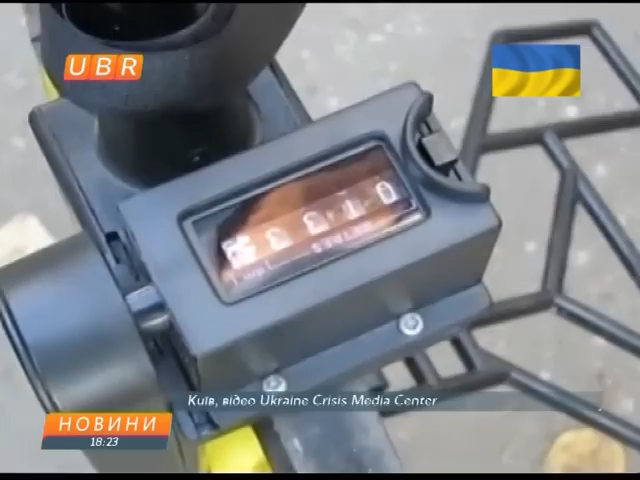 UBR
Київ, відео Ukraine Crisis Media Center
НОВИНИ
18:23